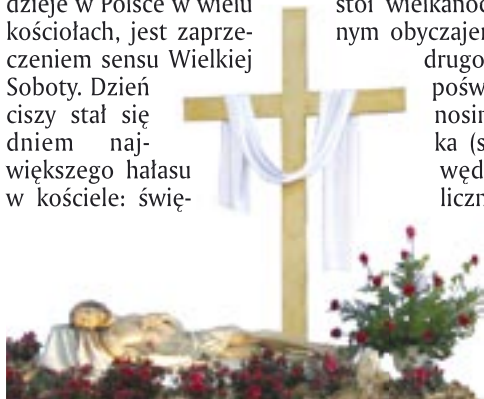 dzieje w Polsce w wielu
kościołach, jest zaprze-
czeniem sensu Wielkiej
Soboty. Dzień
ciszy stał się
dniem naj-
większego hałasu
w kościele: świę-
stoi wielkanoc
nym obyczajem
drugo
pośw
nosin
ka (s
węd
liczn